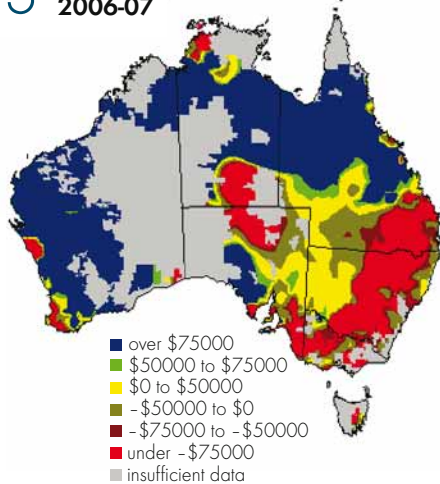 2006-07
over $75000
$50000 to $75000
$0 to $50000
–$50000 to $0
–$75000 to –$50000
under –$75000
insufficient data